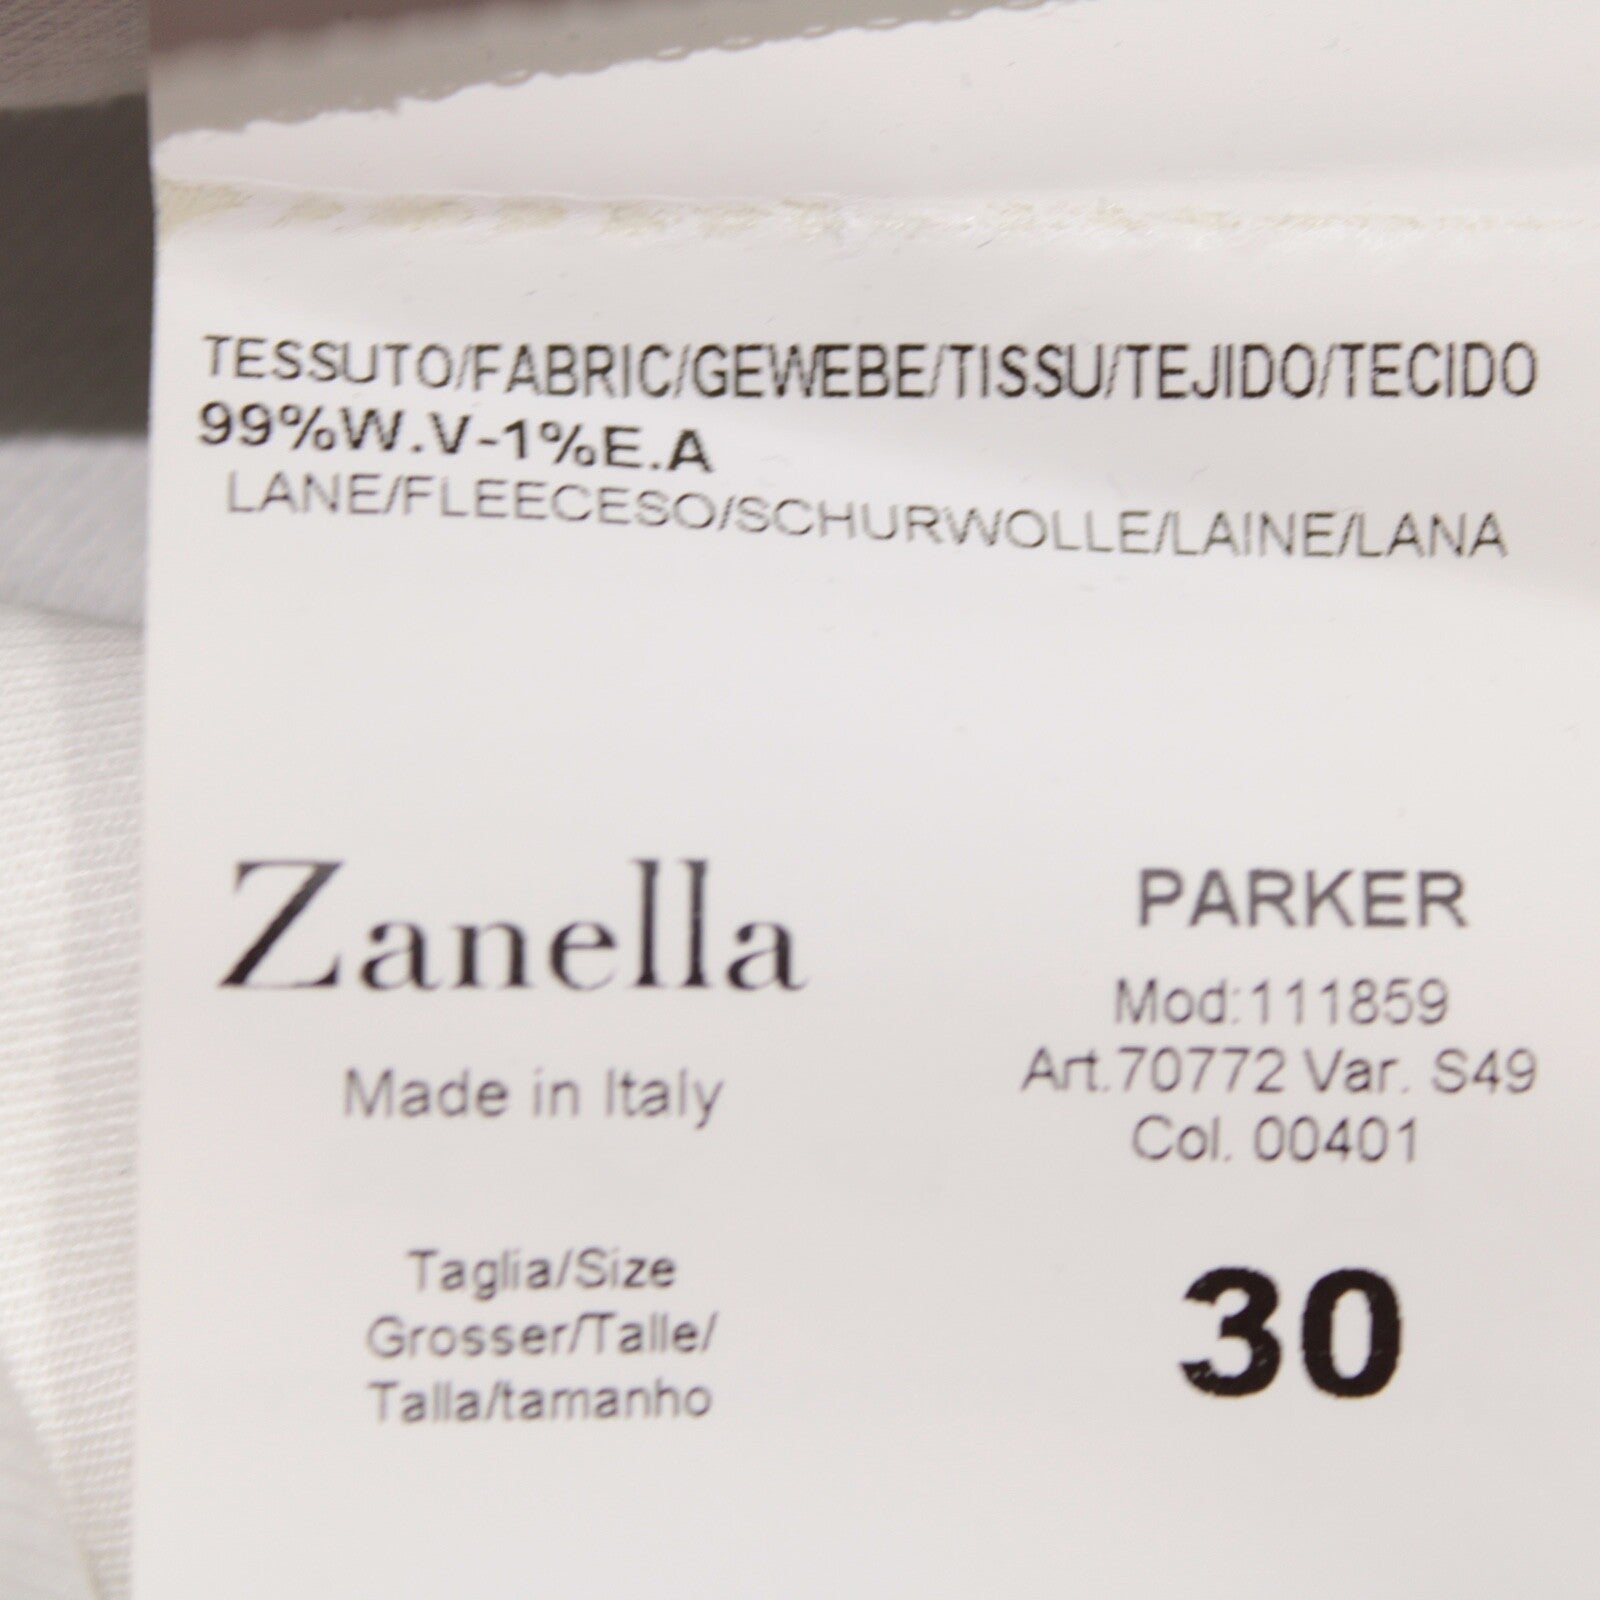 TESSUTO/FABRIC/GEWEBE/TISSU/TEJIDO/TECIDO
99%W.V-1%E.A
LANE/FLEECESO/SCHURWOLLE/LAINE/LANA
Zanella
Made in Italy
PARKER
Mod:111859
Art.70772 Var. S49
Col. 00401
Taglia/Size
Grosser/Talle/
Talla/tamanho
30